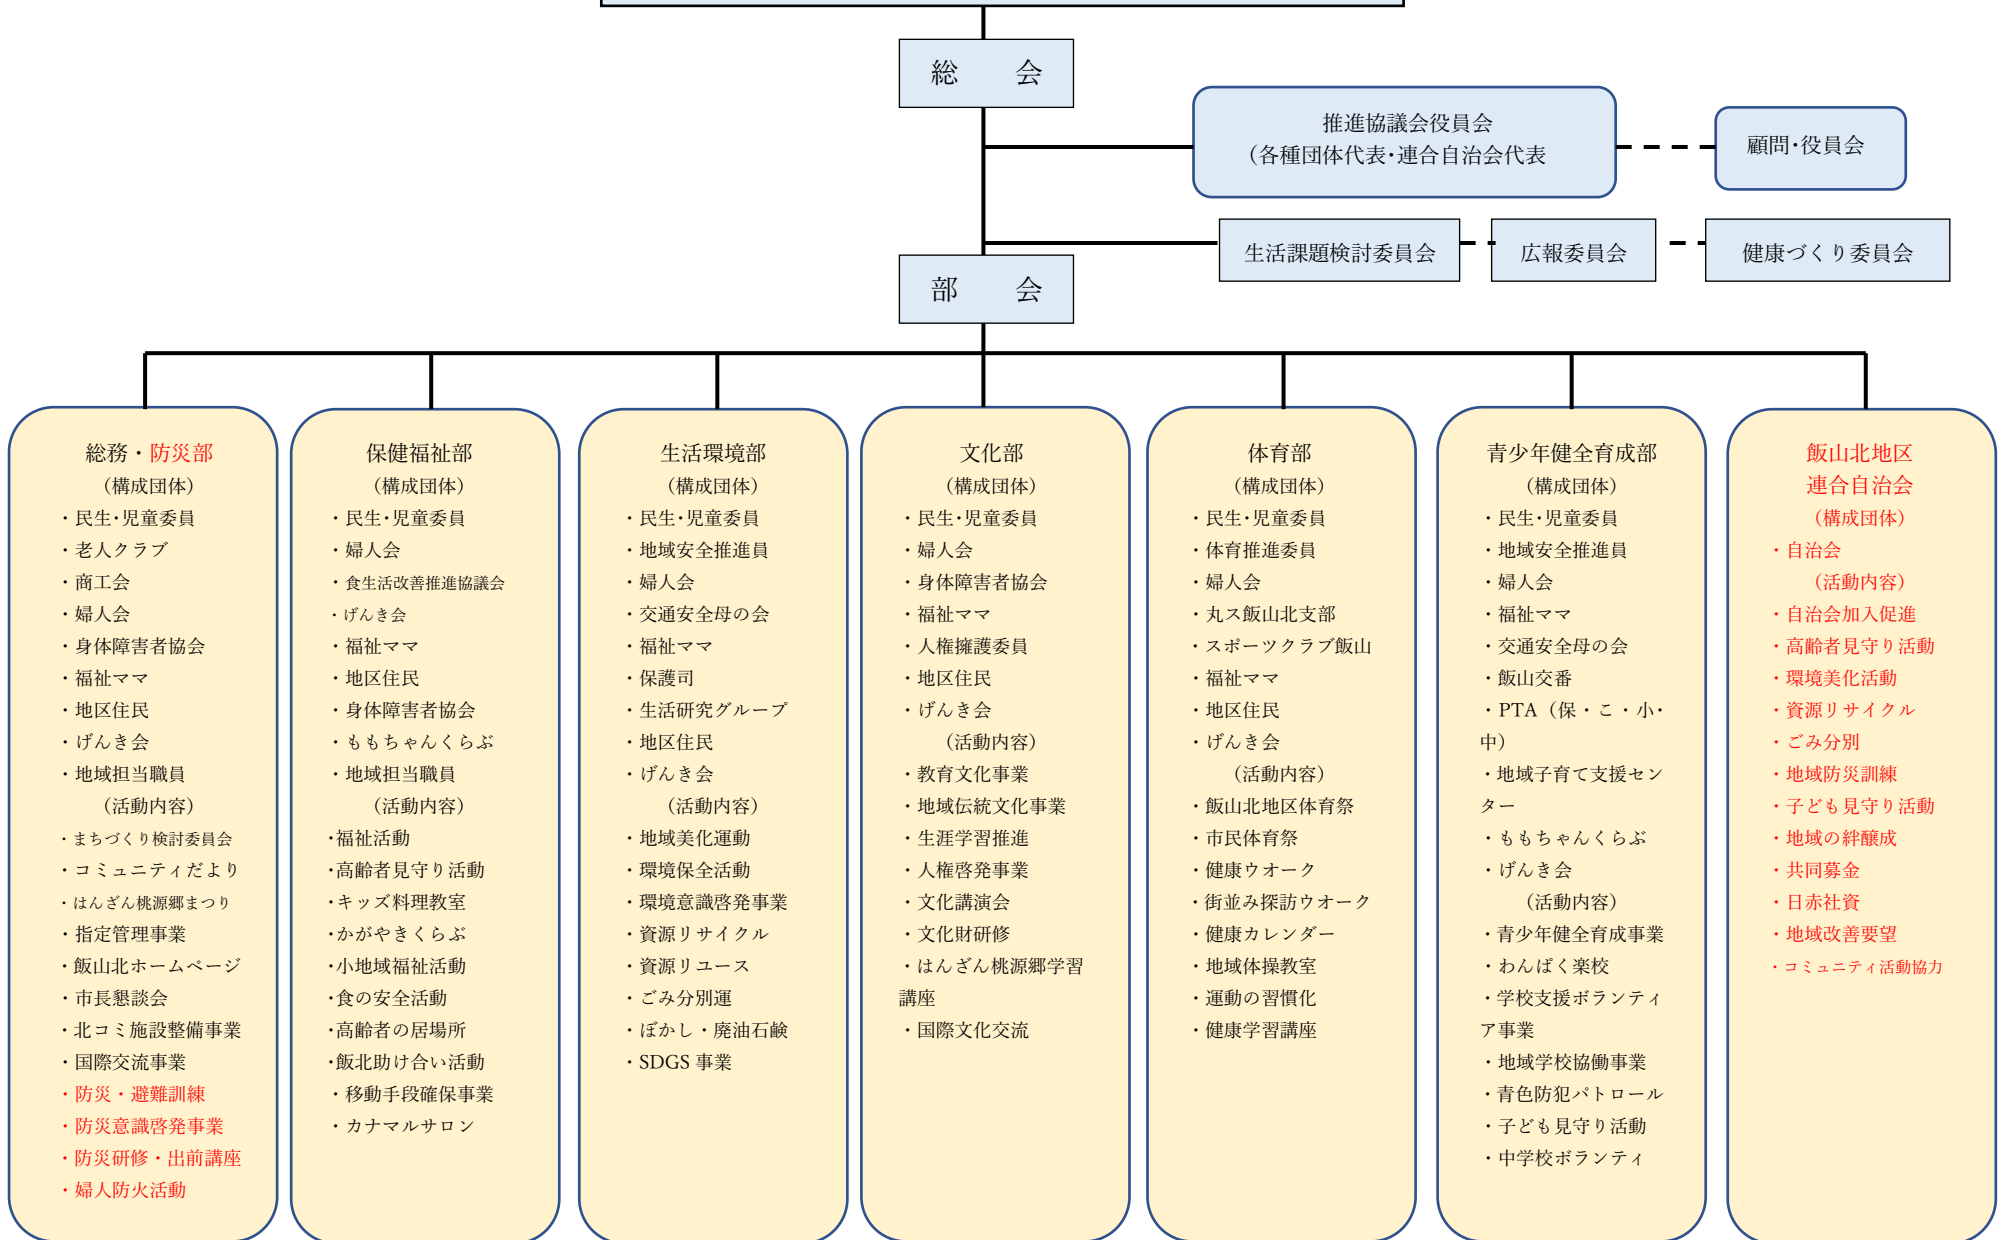 総　会
推進協議会役員会
（各種団体代表･連合自治会代表
顧問･役員会
生活課題検討委員会
広報委員会
健康づくり委員会
部　会
総務・防災部
（構成団体）
・民生･児童委員
・老人クラブ
・商工会
・婦人会
・身体障害者協会
・福祉ママ
・地区住民
・げんき会
・地域担当職員
（活動内容）
・まちづくり検討委員会
・コミュニティだより
・はんざん桃源郷まつり
・指定管理事業
・飯山北ホームページ
・市長懇談会
・北コミ施設整備事業
・国際交流事業
・防災・避難訓練
・防災意識啓発事業
・防災研修・出前講座
・婦人防火活動
保健福祉部
（構成団体）
・民生･児童委員
・婦人会
・食生活改善推進協議会
・げんき会
・福祉ママ
・地区住民
・身体障害者協会
・ももちゃんくらぶ
・地域担当職員
（活動内容）
･福祉活動
･高齢者見守り活動
･キッズ料理教室
･かがやきくらぶ
･小地域福祉活動
･食の安全活動
･高齢者の居場所
･飯北助け合い活動
・移動手段確保事業
・カナマルサロン
生活環境部
（構成団体）
・民生･児童委員
・地域安全推進員
・婦人会
・交通安全母の会
・福祉ママ
・保護司
・生活研究グループ
・地区住民
・げんき会
（活動内容）
・地域美化運動
・環境保全活動
・環境意識啓発事業
・資源リサイクル
・資源リユース
・ごみ分別運
・ぼかし・廃油石鹸
・SDGS 事業
文化部
（構成団体）
・民生･児童委員
・婦人会
・身体障害者協会
・福祉ママ
・人権擁護委員
・地区住民
・げんき会
（活動内容）
・教育文化事業
・地域伝統文化事業
・生涯学習推進
・人権啓発事業
・文化講演会
・文化財研修
・はんざん桃源郷学習
講座
・国際文化交流
体育部
（構成団体）
・民生･児童委員
・体育推進委員
・婦人会
・丸ス飯山北支部
・スポーツクラブ飯山
・福祉ママ
・地区住民
・げんき会
（活動内容）
・飯山北地区体育祭
・市民体育祭
・健康ウオーク
・街並み探訪ウオーク
・健康カレンダー
・地域体操教室
・運動の習慣化
・健康学習講座
青少年健全育成部
（構成団体）
・民生･児童委員
・地域安全推進員
・婦人会
・福祉ママ
・交通安全母の会
・飯山交番
・PTA（保・こ・小･
中）
・地域子育て支援セン
ター
・ももちゃんくらぶ
・げんき会
（活動内容）
・青少年健全育成事業
・わんぱく楽校
・学校支援ボランティ
ア事業
・地域学校協働事業
・青色防犯パトロール
・子ども見守り活動
・中学校ボランティ
飯山北地区
連合自治会
（構成団体）
・自治会
（活動内容）
・自治会加入促進
・高齢者見守り活動
・環境美化活動
・資源リサイクル
・ごみ分別
・地域防災訓練
・子ども見守り活動
・地域の絆醸成
・共同募金
・日赤社資
・地域改善要望
・コミュニティ活動協力